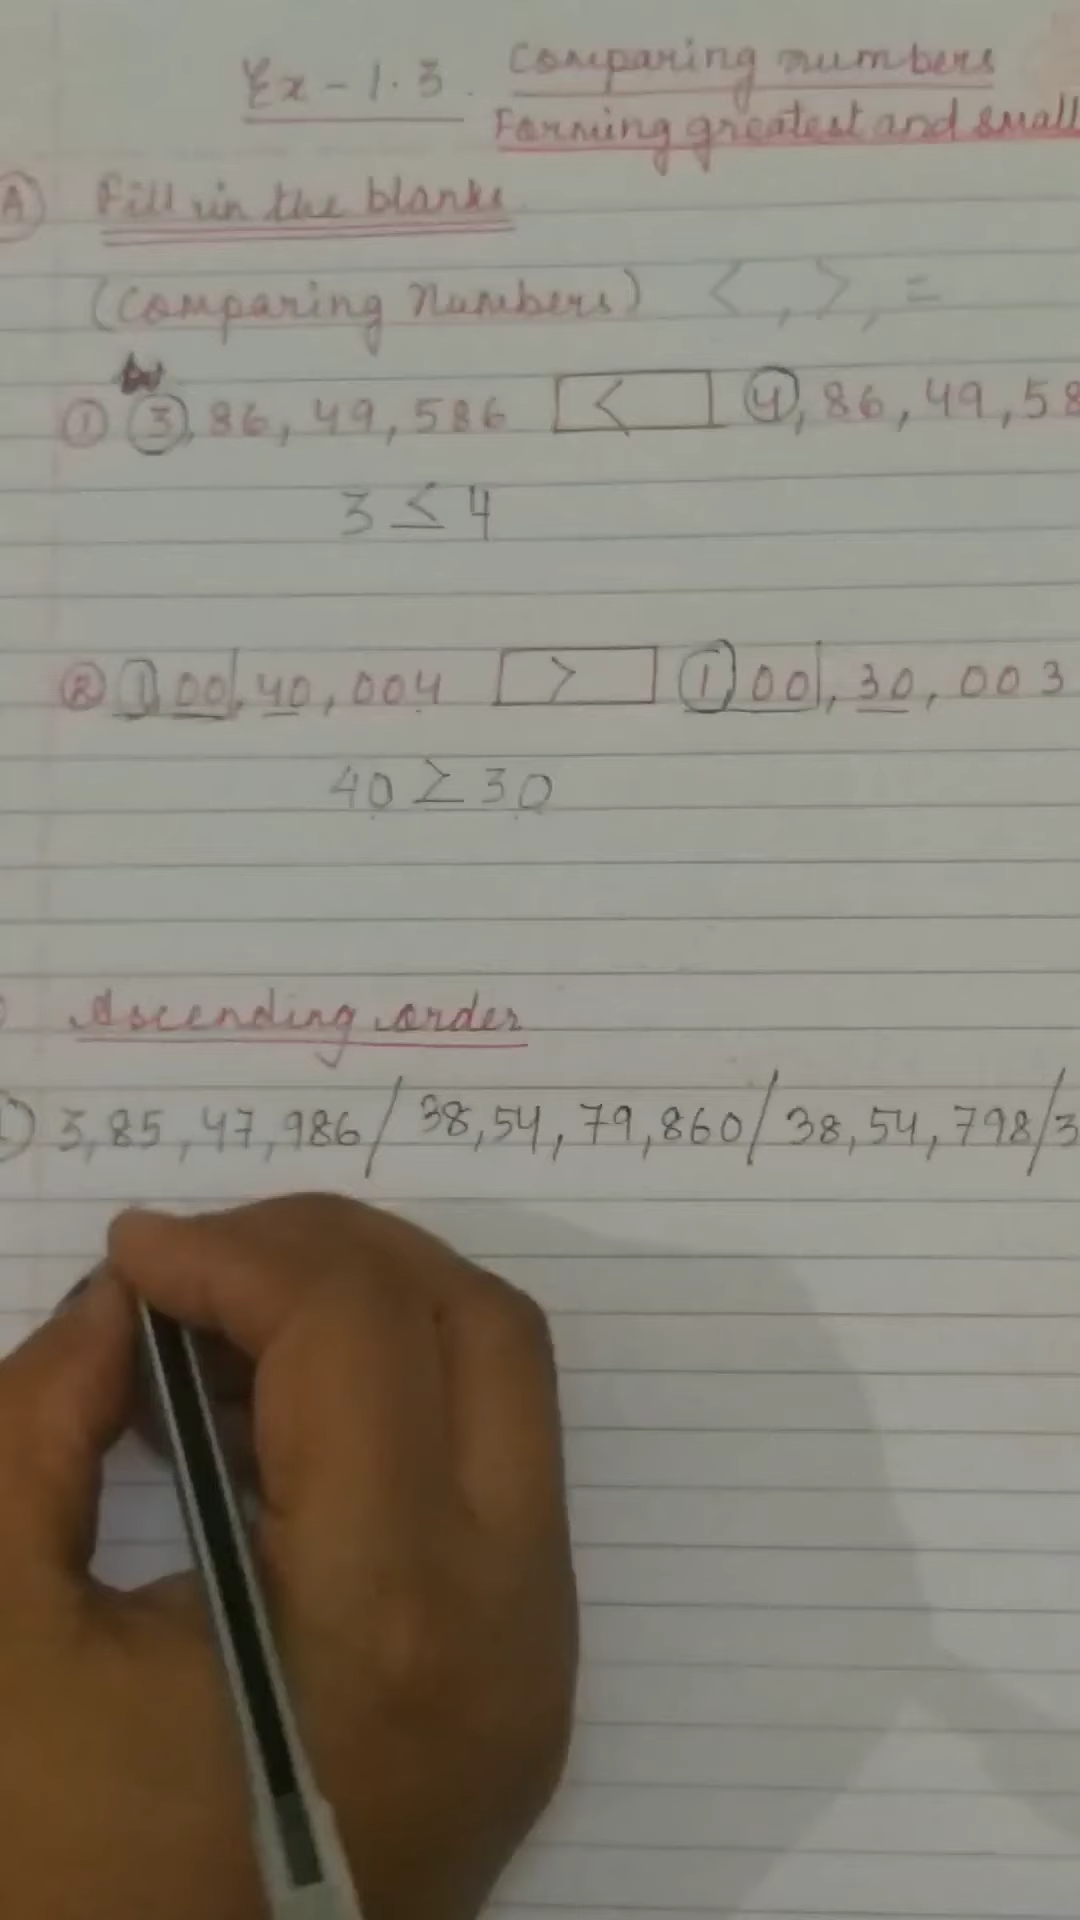 Ex - 1.3. Comparing numbers
Forming greatest and small
A Fill in the blanks
(Comparing Numbers) < , > , =
① 3,86,49,586 < 4,86,49,58
3 < 4
② 1,00,40,004 > 1,00,30,003
40 > 30
Ascending order
3,85,47,986/38,54,79,860/38,54,798/3